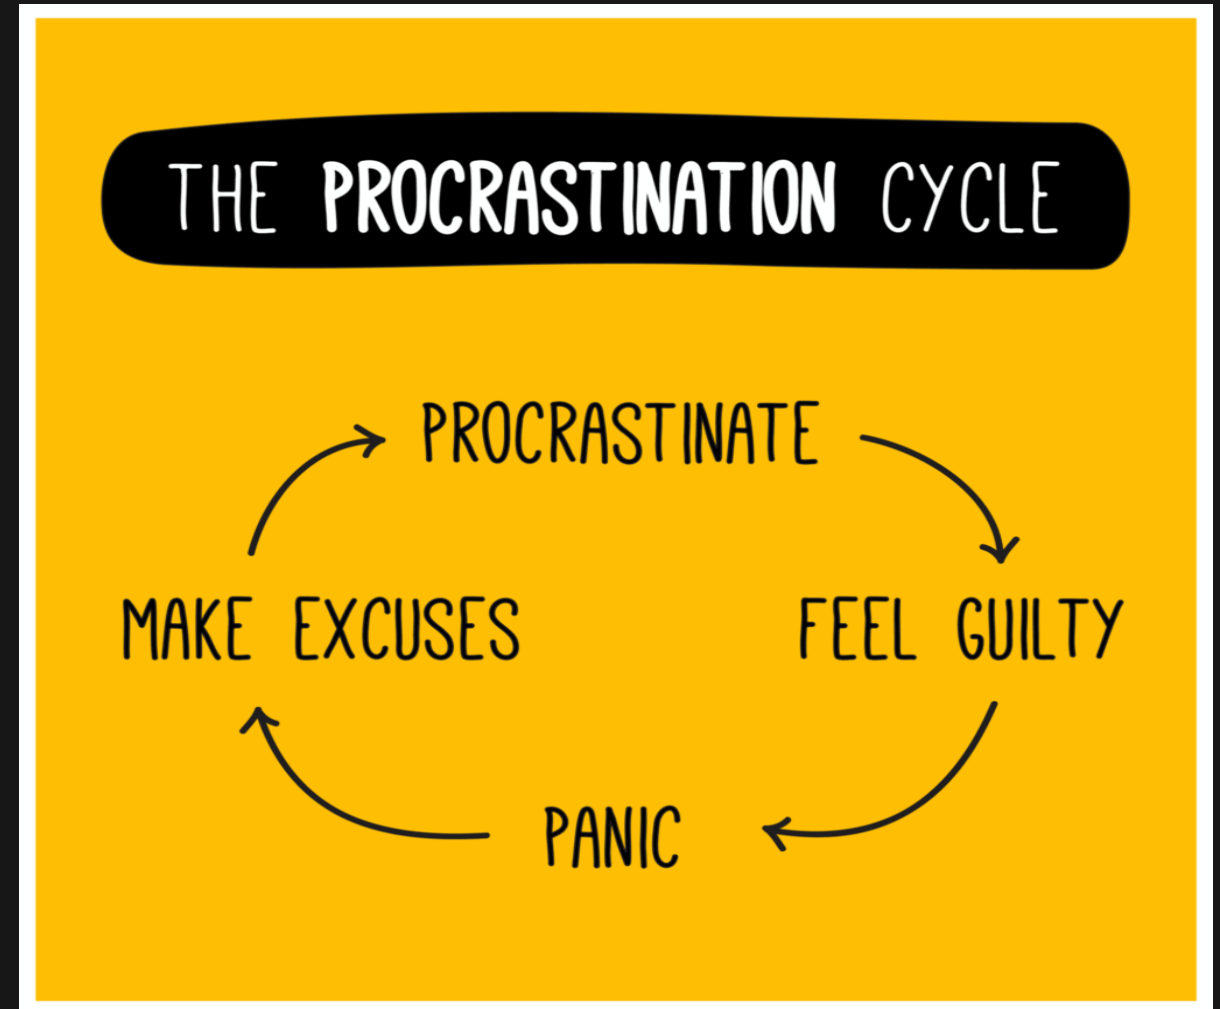 THE PROCRASTINATION CYCLE
PROCRASTINATE
MAKE EXCUSES
FEEL GUILTY
PANIC